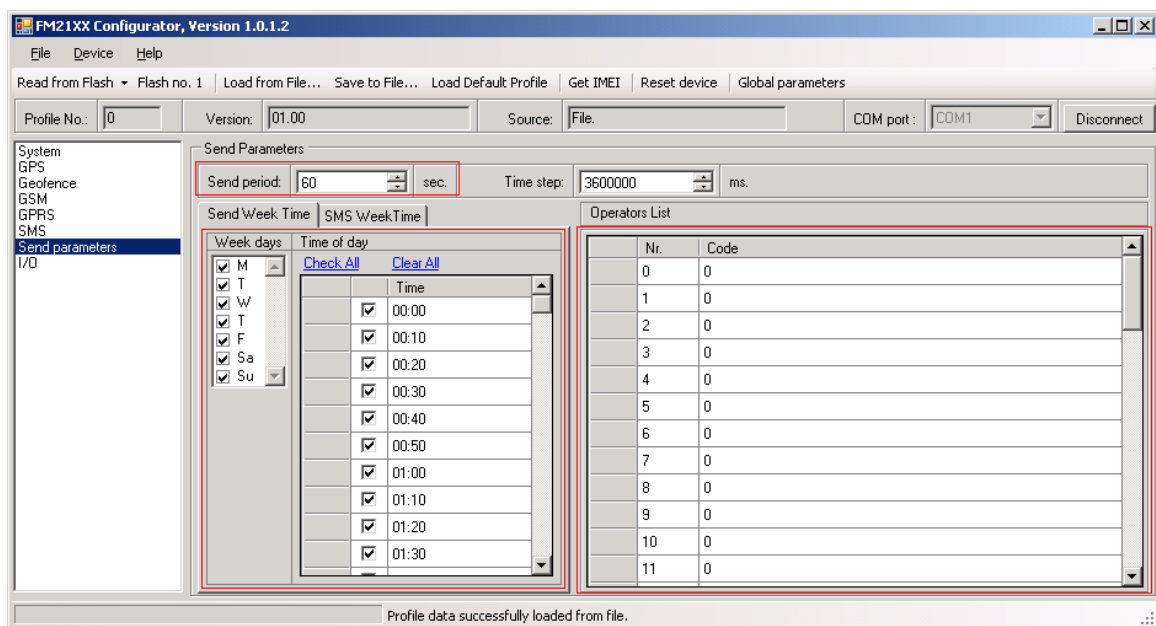 FM21XX Configurator, Version 1.0.1.2
File Device Help
Read from Flash Flash no. 1 Load from File... Save to File... Load Default Profile Get IMEI Reset device Global parameters
Profile No.: 0 Version: 01.00 Source: File. COM port : COM1 Disconnect
System
GPS
Geofence
GSM
GPRS
SMS
Send parameters
I/O
Send Parameters
Send period: 60 sec. Time step: 3600000 ms.
Send Week Time SMS WeekTime
Week days
M
T
W
T
F
Sa
Su
Time of day
Check All Clear All
Time
00:00
00:10
00:20
00:30
00:40
00:50
01:00
01:10
01:20
01:30
Operators List
Nr. Code
0 0
1 0
2 0
3 0
4 0
5 0
6 0
7 0
8 0
9 0
10 0
11 0
Profile data successfully loaded from file.